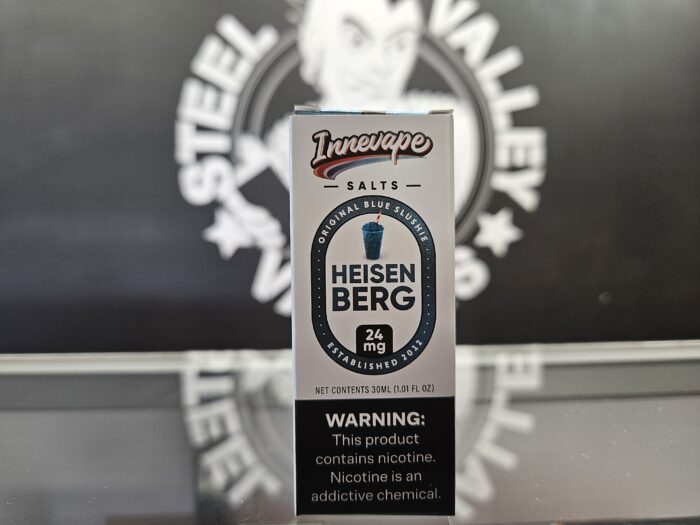 STEEL VALLEY
Innevape
SALTS
ORIGINAL BLUE SLUSHIE
HEISEN
BERG
24
mg
ESTABLISHED 2012
NET CONTENTS 30ML (1.01 FL OZ)
WARNING:
This product
contains nicotine.
Nicotine is an
addictive chemical.